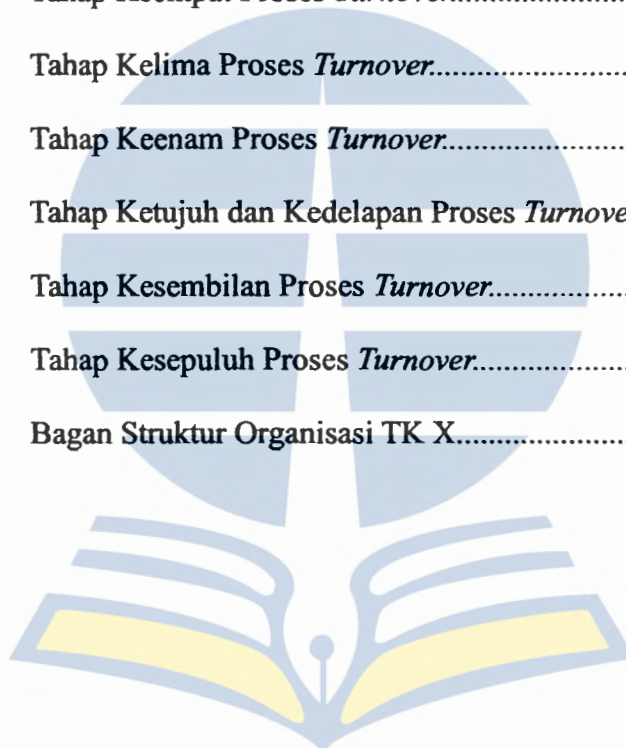 Tahap Kelima Proses Turnover.....................
Tahap Keenam Proses Turnover....................
Tahap Ketujuh dan Kedelapan Proses Turnove
Tahap Kesembilan Proses Turnover...............
Tahap Kesepuluh Proses Turnover.................
Bagan Struktur Organisasi TK X...................